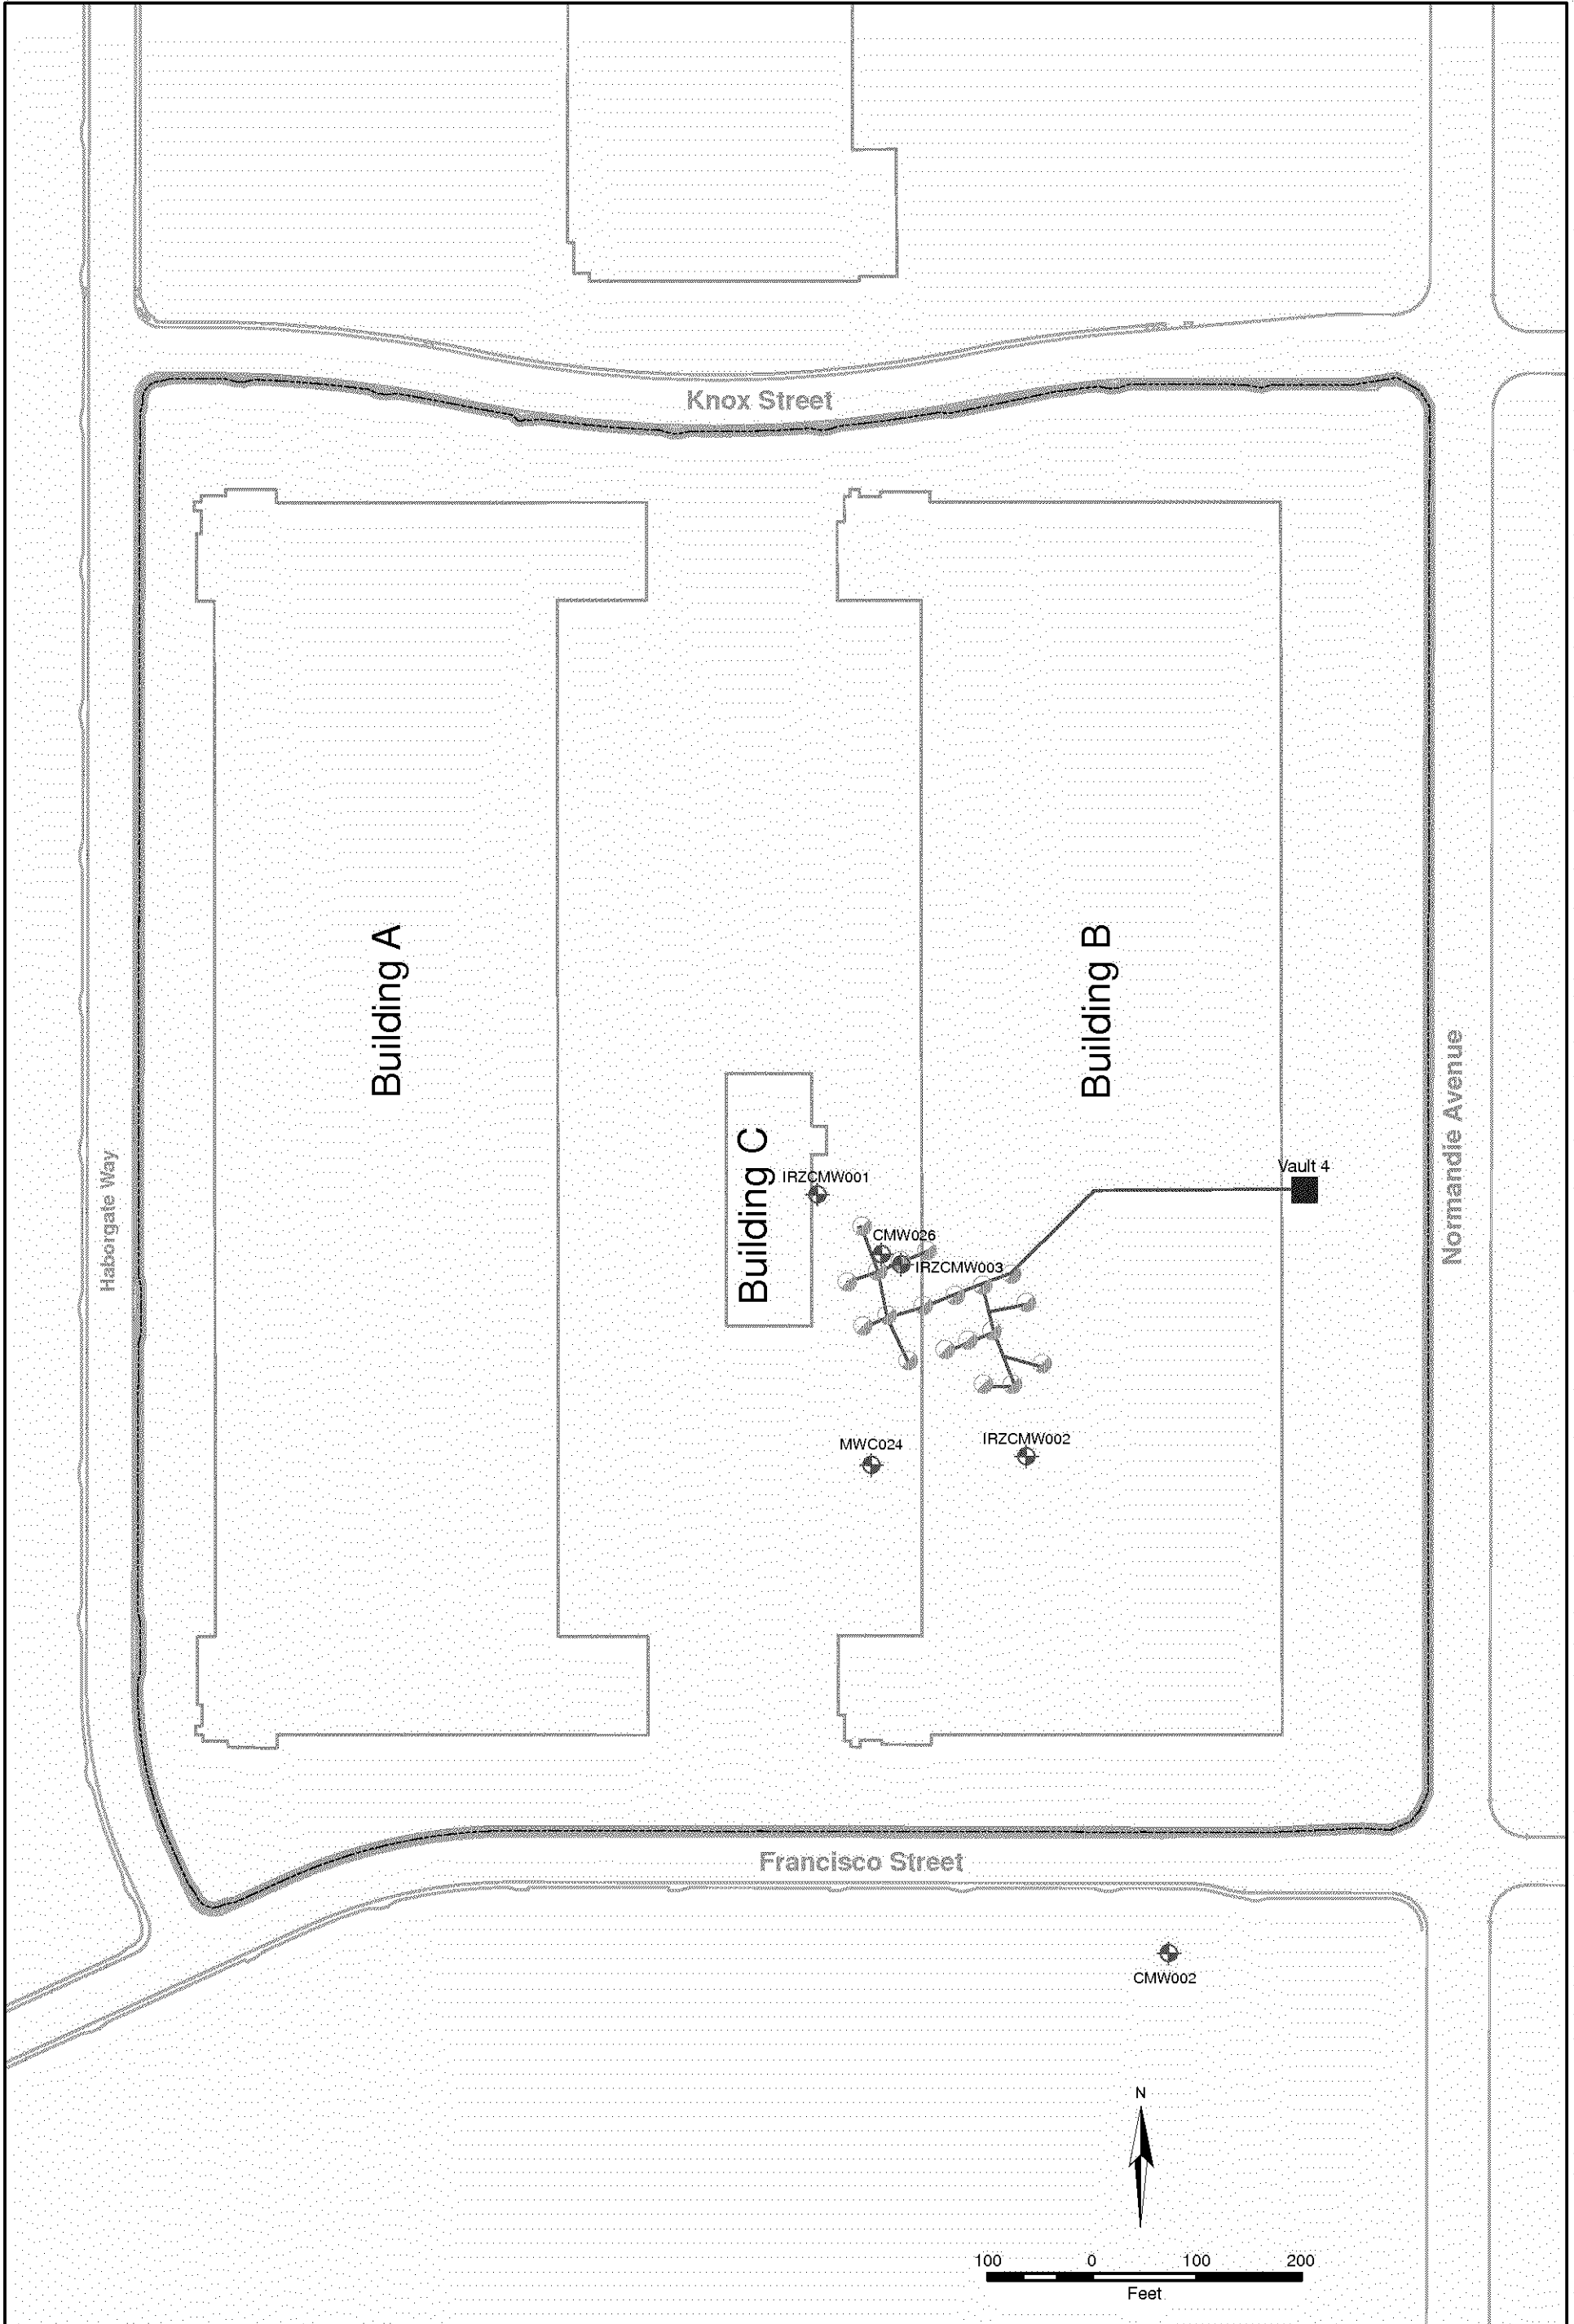 Knox Street
Building A
Building B
Normandie Avenue
Building C
Haborgate Way
Vault 4
IRZCMW001
CMW026
IRZCMW003
IRZCMW002
MWC024
Francisco Street
CMW002
N
100 0 100 200
Feet